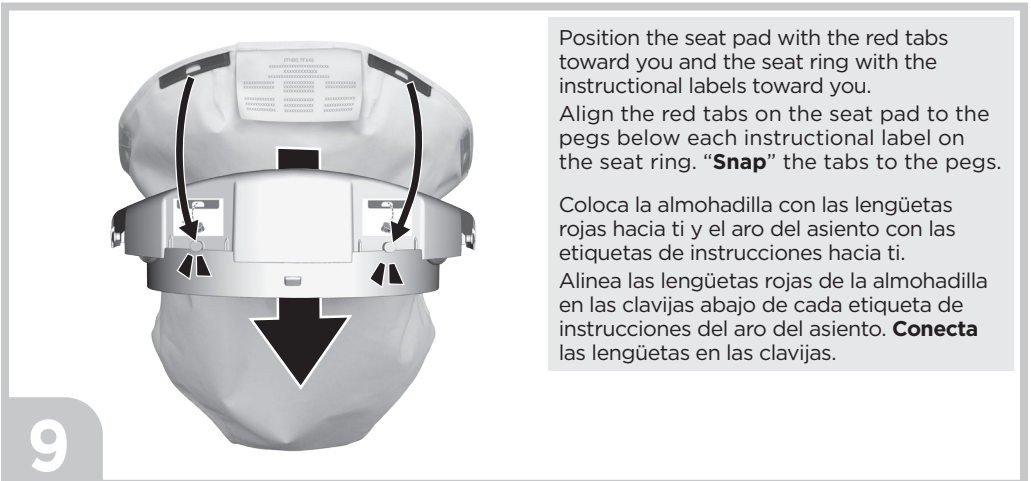 Position the seat pad with the red tabs
toward you and the seat ring with the
instructional labels toward you.
Align the red tabs on the seat pad to the
pegs below each instructional label on
the seat ring. “Snap” the tabs to the pegs.
Coloca la almohadilla con las lengüetas
rojas hacia ti y el aro del asiento con las
etiquetas de instrucciones hacia ti.
Alinea las lengüetas rojas de la almohadilla
en las clavijas abajo de cada etiqueta de
instrucciones del aro del asiento. Conecta
las lengüetas en las clavijas.
9